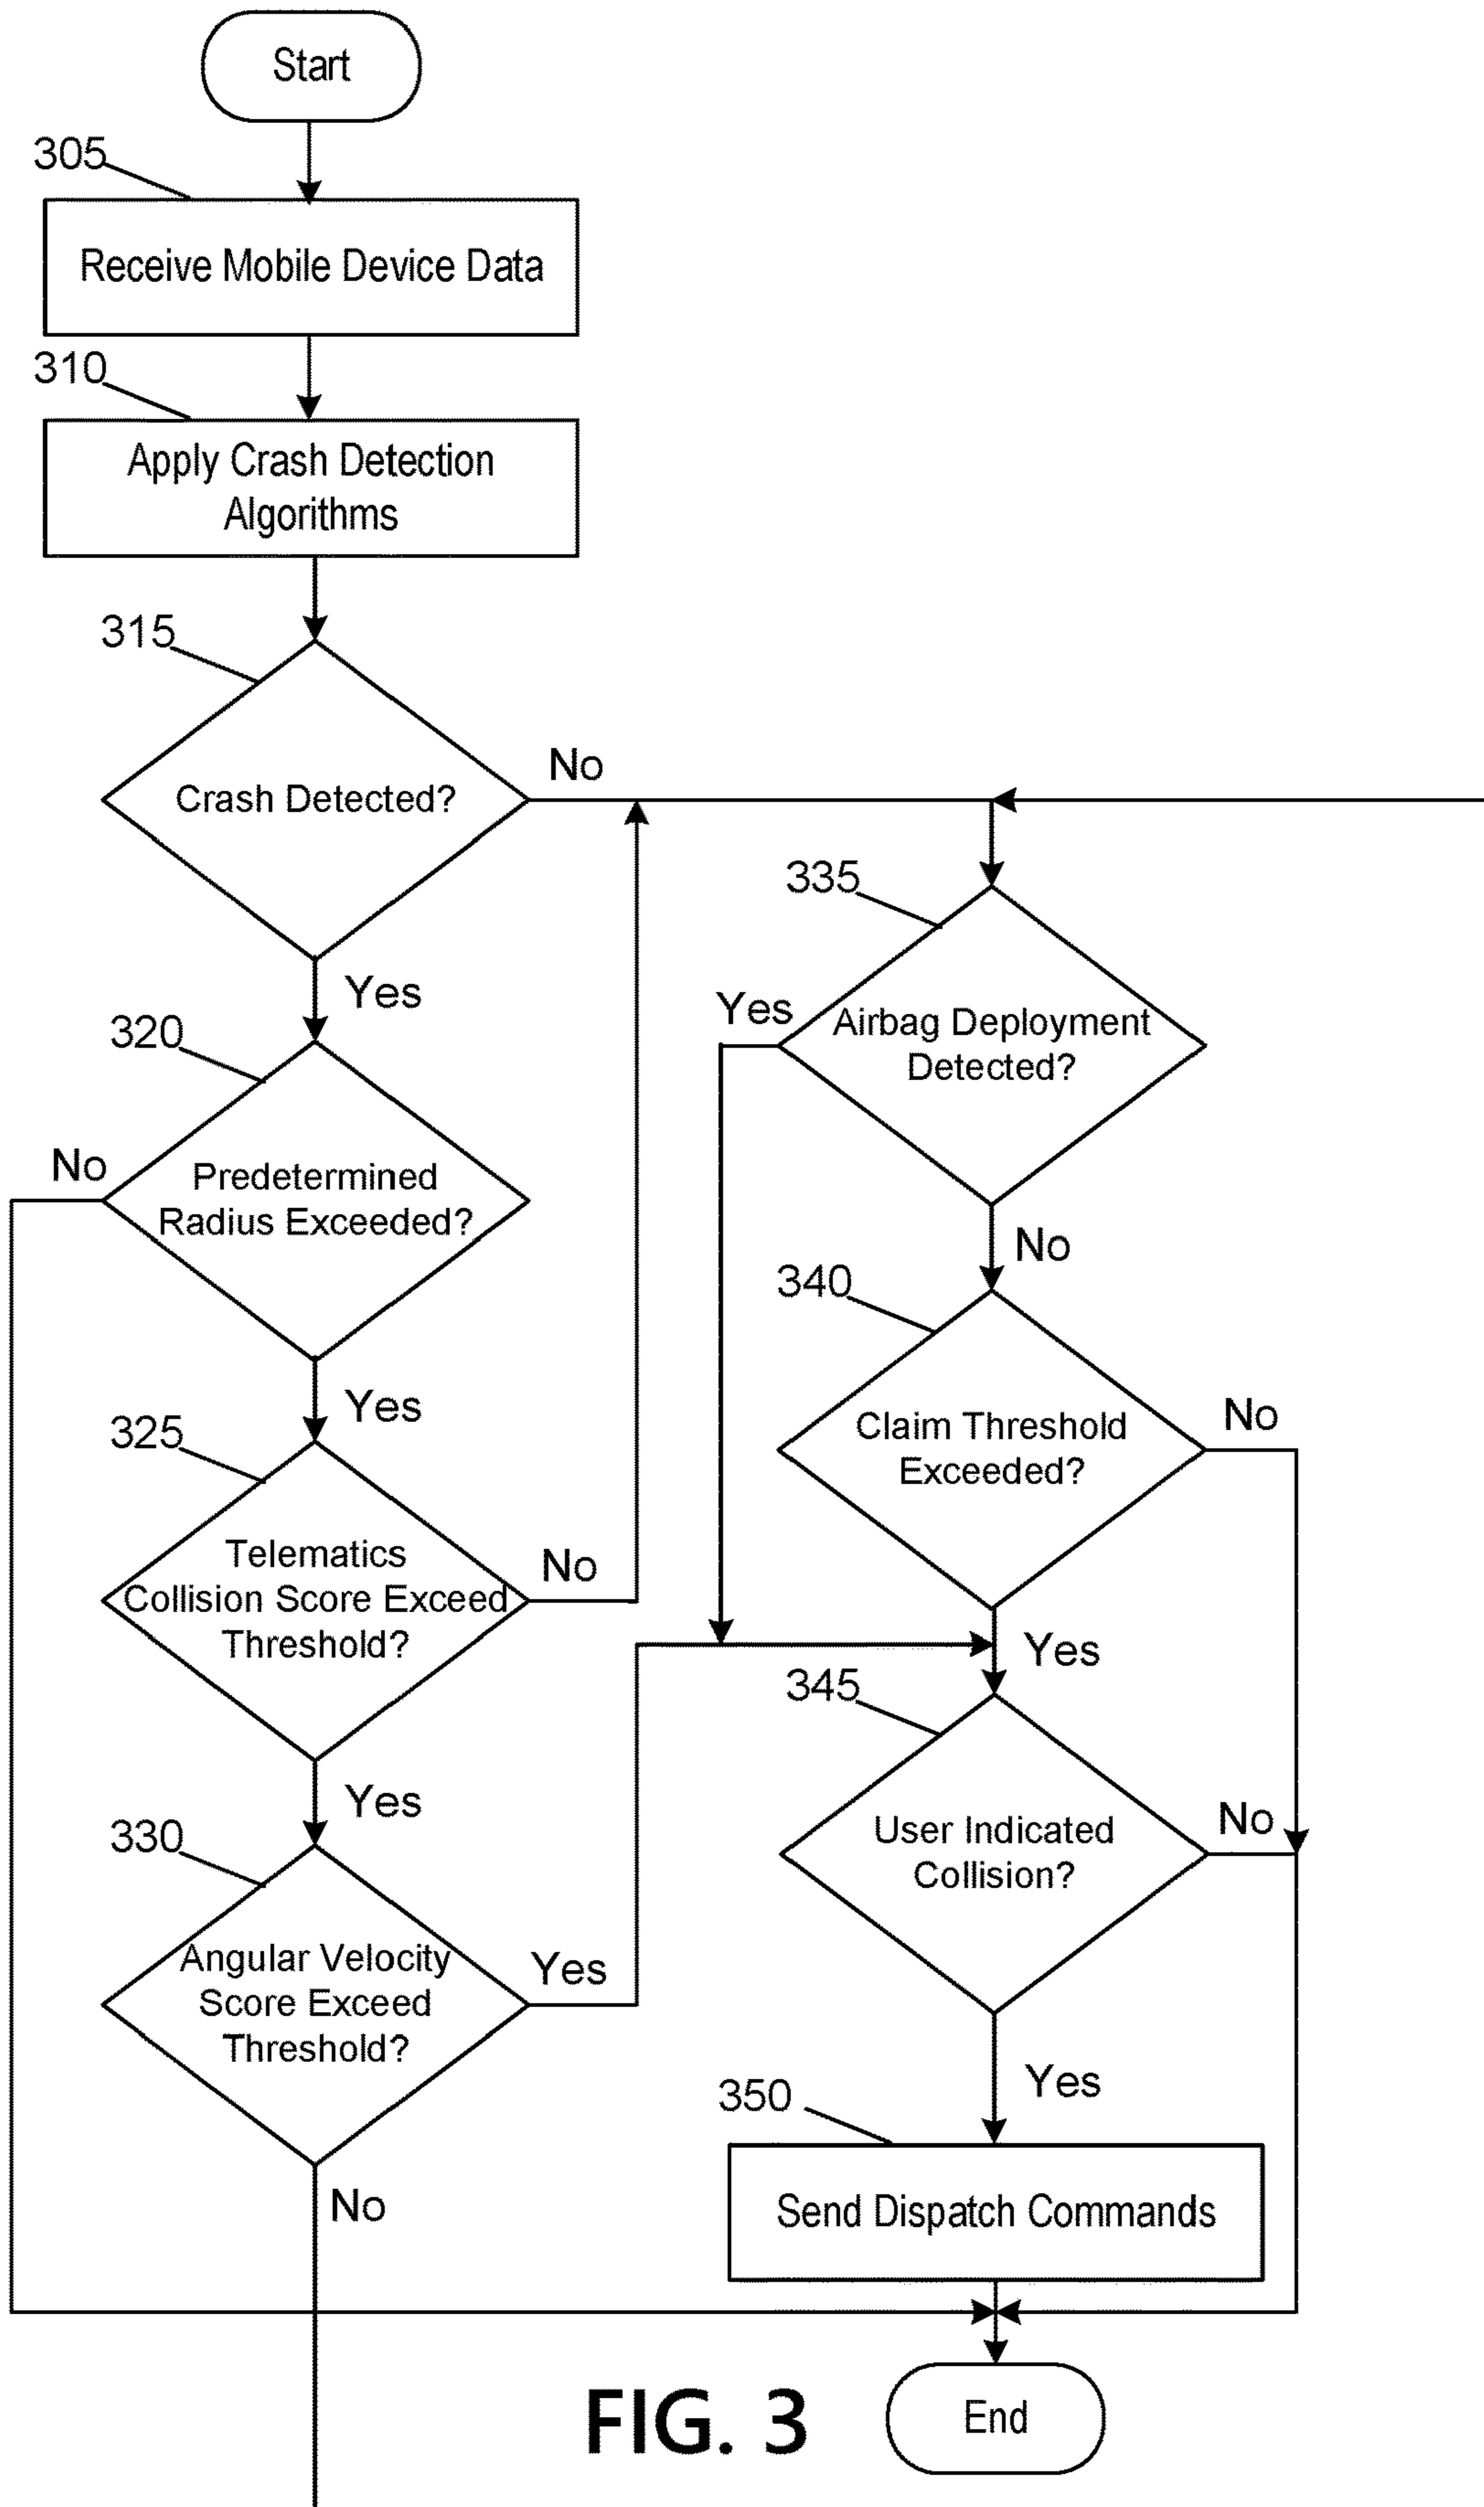 Start
305
Receive Mobile Device Data
310
Apply Crash Detection
Algorithms
315
Crash Detected?
No
Yes
320
Predetermined
Radius Exceeded?
No
Yes
325
Telematics
Collision Score Exceed
Threshold?
No
Yes
330
Angular Velocity
Score Exceed
Threshold?
Yes
No
335
Airbag Deployment
Detected?
Yes
No
340
Claim Threshold
Exceeded?
No
Yes
345
User Indicated
Collision?
No
Yes
350
Send Dispatch Commands
End
FIG. 3